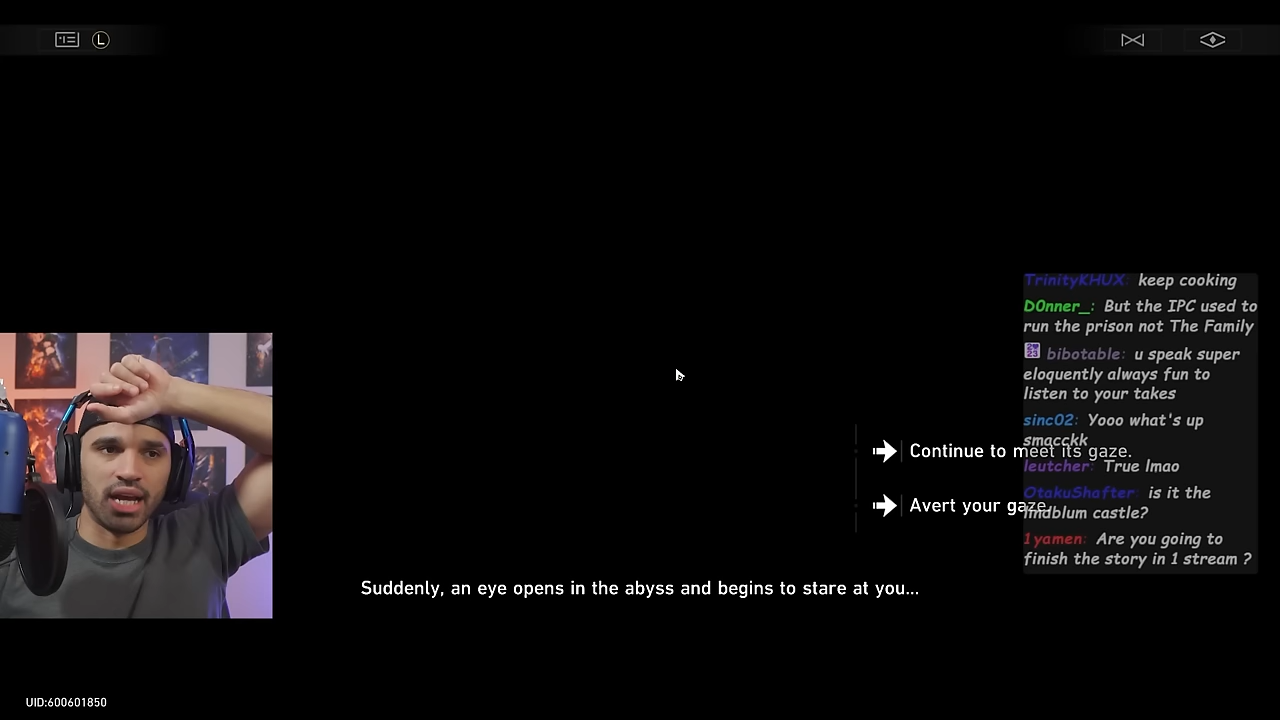 L
TrinityKHUX: keep cooking
D0nner_: But the IPC used to
run the prison not The Family
bibotable: u speak super
eloquently always fun to
listen to your takes
sinc02: Yooo what's up
smacckk
leutcher: True lmao
OtakuShafter: is it the
lindblum castle?
1yamen: Are you going to
finish the story in 1 stream ?
Continue to meet its gaze.
Avert your gaze.
Suddenly, an eye opens in the abyss and begins to stare at you...
UID:600601850